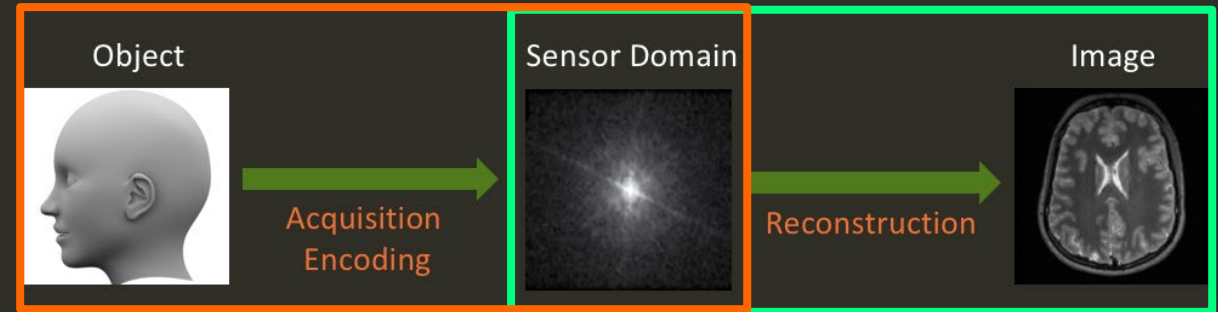 Object
Sensor Domain
Image
Acquisition
Encoding
Reconstruction